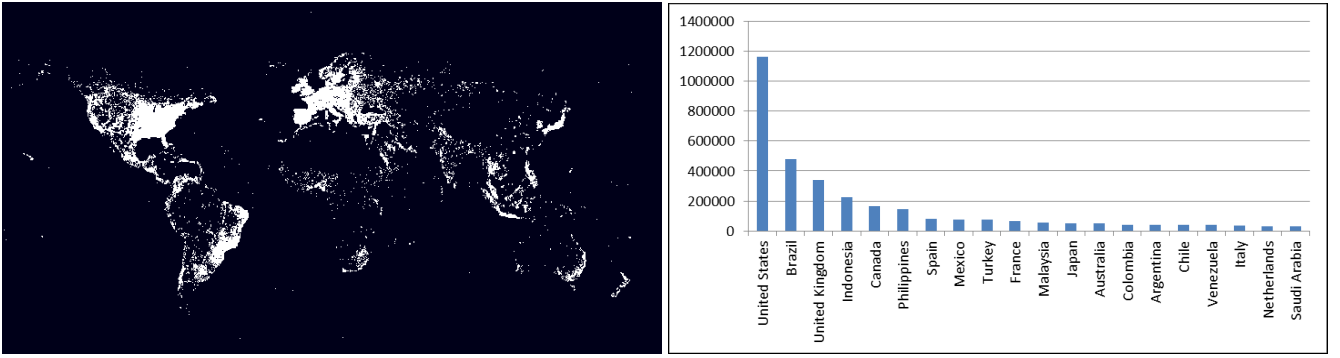 1400000
1200000
1000000
800000
600000
400000
200000
0
United States
Brazil
United Kingdom
Indonesia
Canada
Philippines
Spain
Mexico
Turkey
France
Malaysia
Japan
Australia
Colombia
Argentina
Chile
Venezuela
Italy
Netherlands
Saudi Arabia